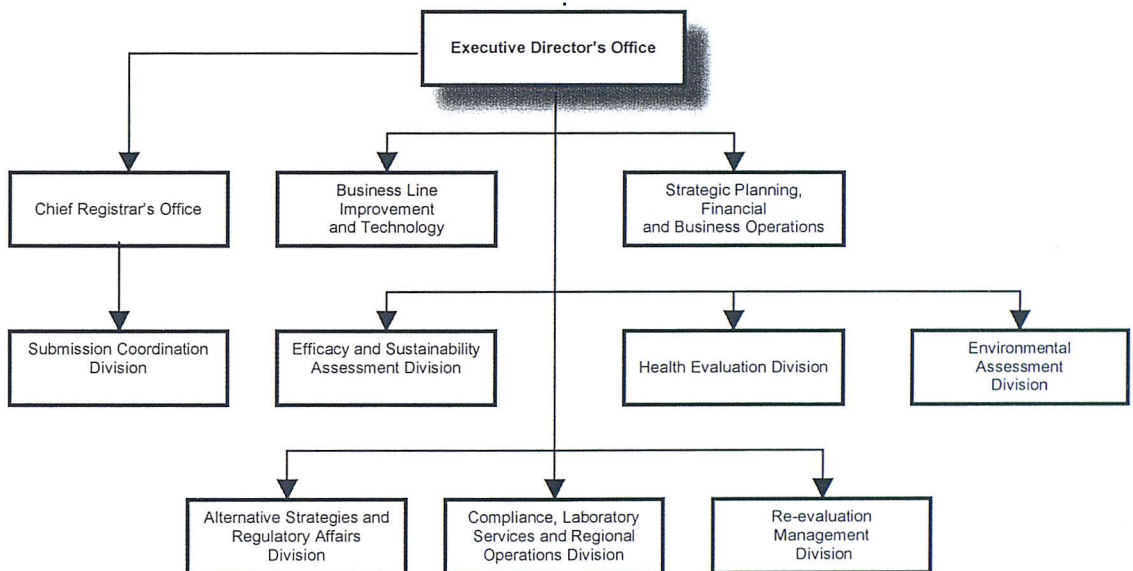 Executive Director's Office
Chief Registrar's Office
Business Line
Improvement
and Technology
Strategic Planning,
Financial
and Business Operations
Submission Coordination
Division
Efficacy and Sustainability
Assessment Division
Health Evaluation Division
Environmental
Assessment
Division
Alternative Strategies and
Regulatory Affairs
Division
Compliance, Laboratory
Services and Regional
Operations Division
Re-evaluation
Management
Division